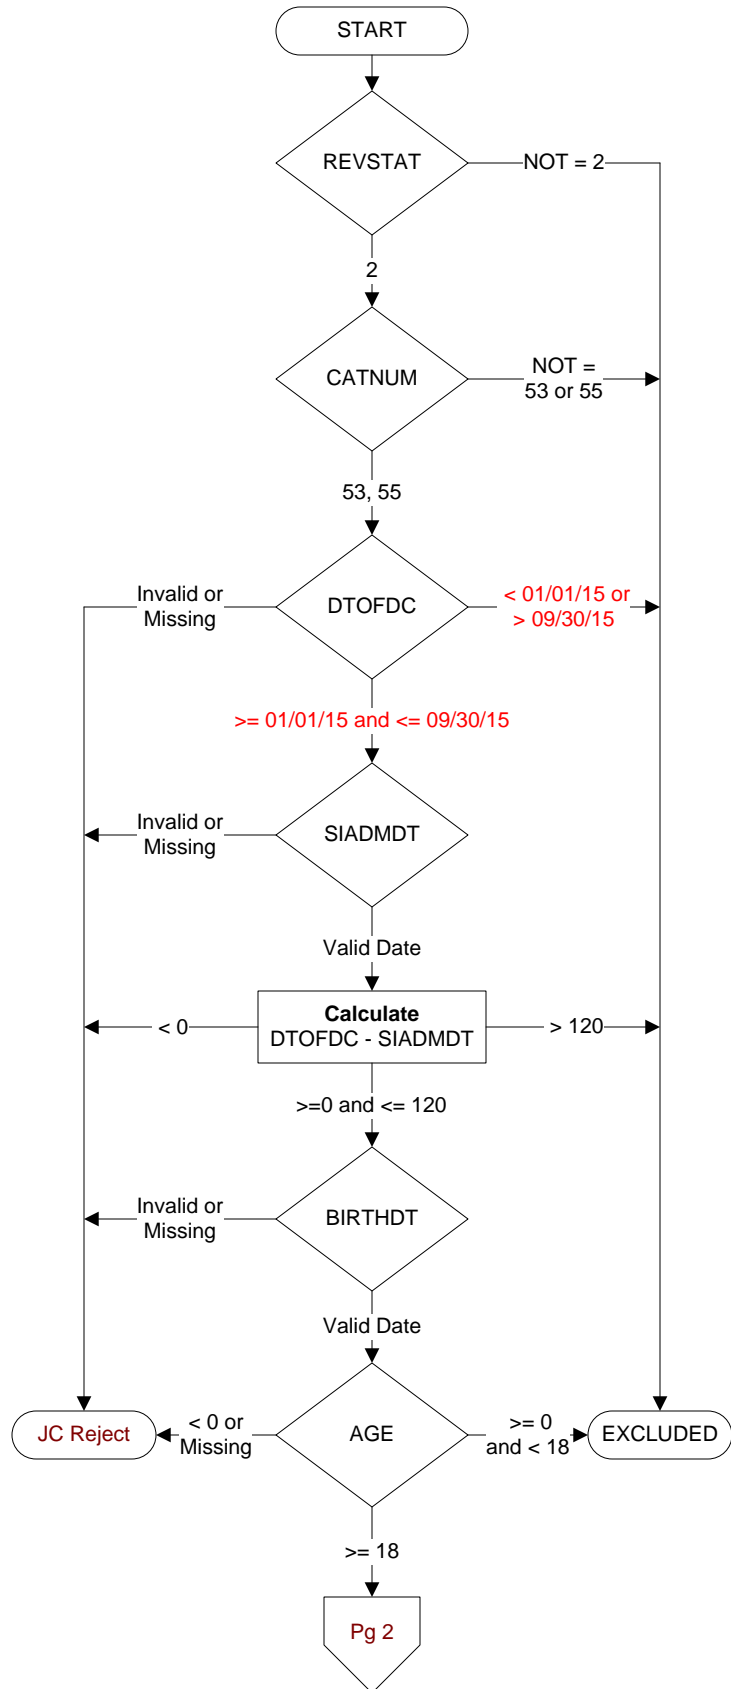 START
REVSTAT
NOT = 2
2
CATNUM
NOT =
53 or 55
53, 55
Invalid or
Missing
DTOFDC
< 01/01/15 or
> 09/30/15
>= 01/01/15 and <= 09/30/15
Invalid or
Missing
SIADMDT
Valid Date
< 0
Calculate
DTOFDC - SIADMDT
> 120
>=0 and <= 120
Invalid or
Missing
BIRTHDT
Valid Date
JC Reject
< 0 or
Missing
AGE
>= 0
and < 18
EXCLUDED
>= 18
Pg 2